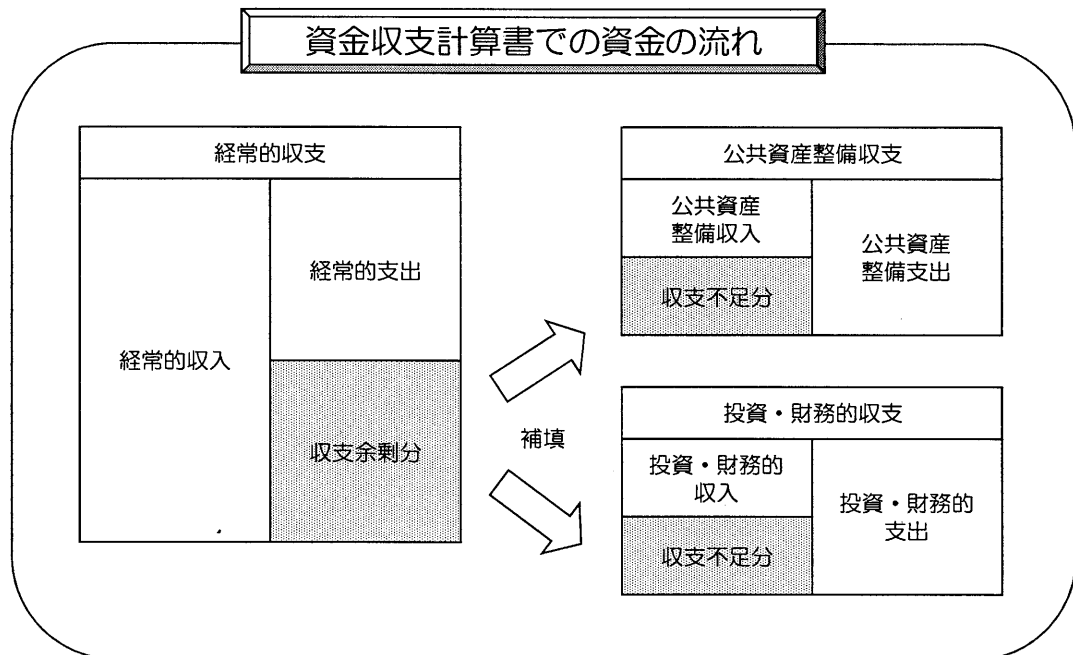 資金収支計算書での資金の流れ
経常的収支
経常的収入
経常的支出
収支余剰分
補填
公共資産整備収支
公共資産
整備収入
収支不足分
公共資産
整備支出
投資・財務的収支
投資・財務的
収入
収支不足分
投資・財務的
支出